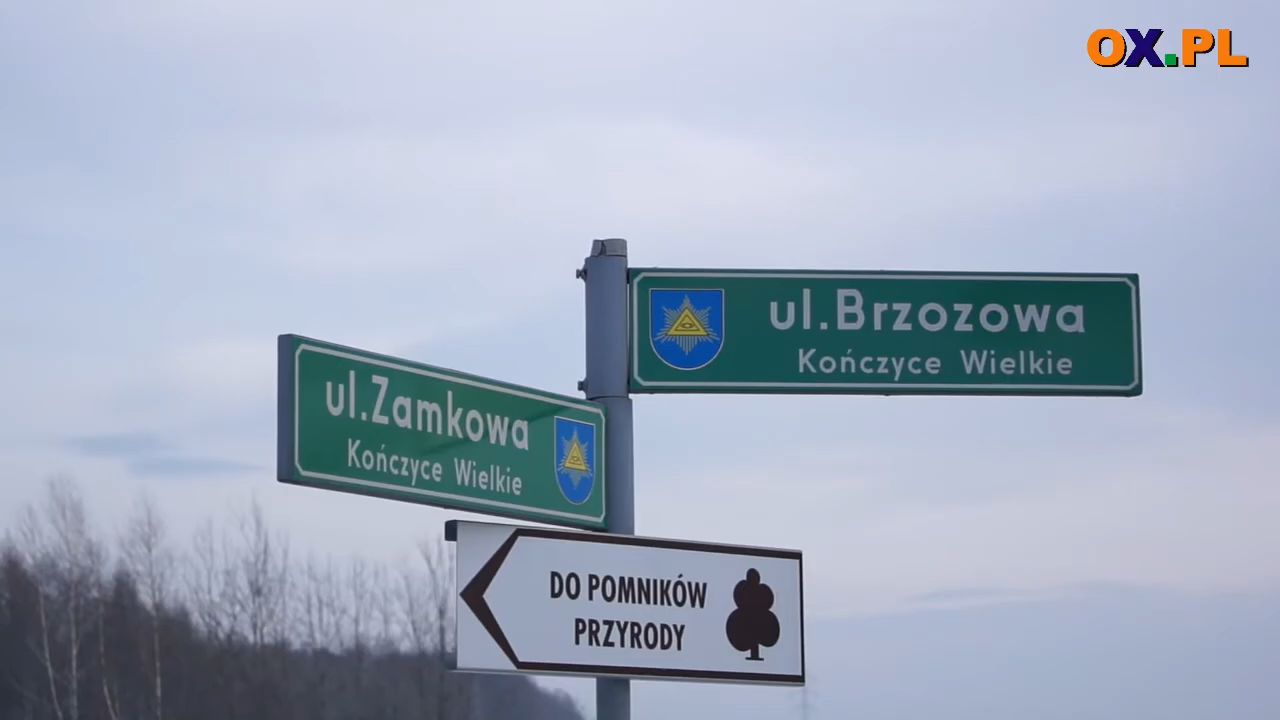 OX.PL
ul.Brzozowa
Kończyce Wielkie
ul.Zamkowa
Kończyce Wielkie
DO POMNIKÓW
PRZYRODY